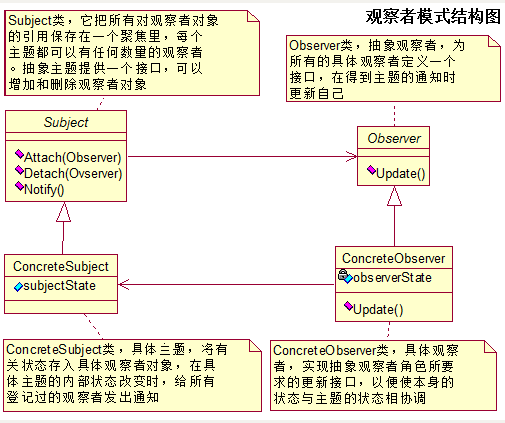 观察者模式结构图
Subject类，它把所有对观察者对象
的引用保存在一个聚集里，每个
主题都可以有任何数量的观察者
。抽象主题提供一个接口，可以
增加和删除观察者对象
Observer类，抽象观察者，为
所有的具体观察者定义一个
接口，在得到主题的通知时
更新自己
Subject
Attach(Observer)
Detach(Ovserver)
Notify()
Observer
Update()
ConcreteSubject
subjectState
ConcreteObserver
observerState
Update()
ConcreteSubject类，具体主题，将有
关状态存入具体观察者对象，在具
体主题的内部状态改变时，给所有
登记过的观察者发出通知
ConcreteObserver类，具体观察
者，实现抽象观察者角色所要
求的更新接口，以便使本身的
状态与主题的状态相协调